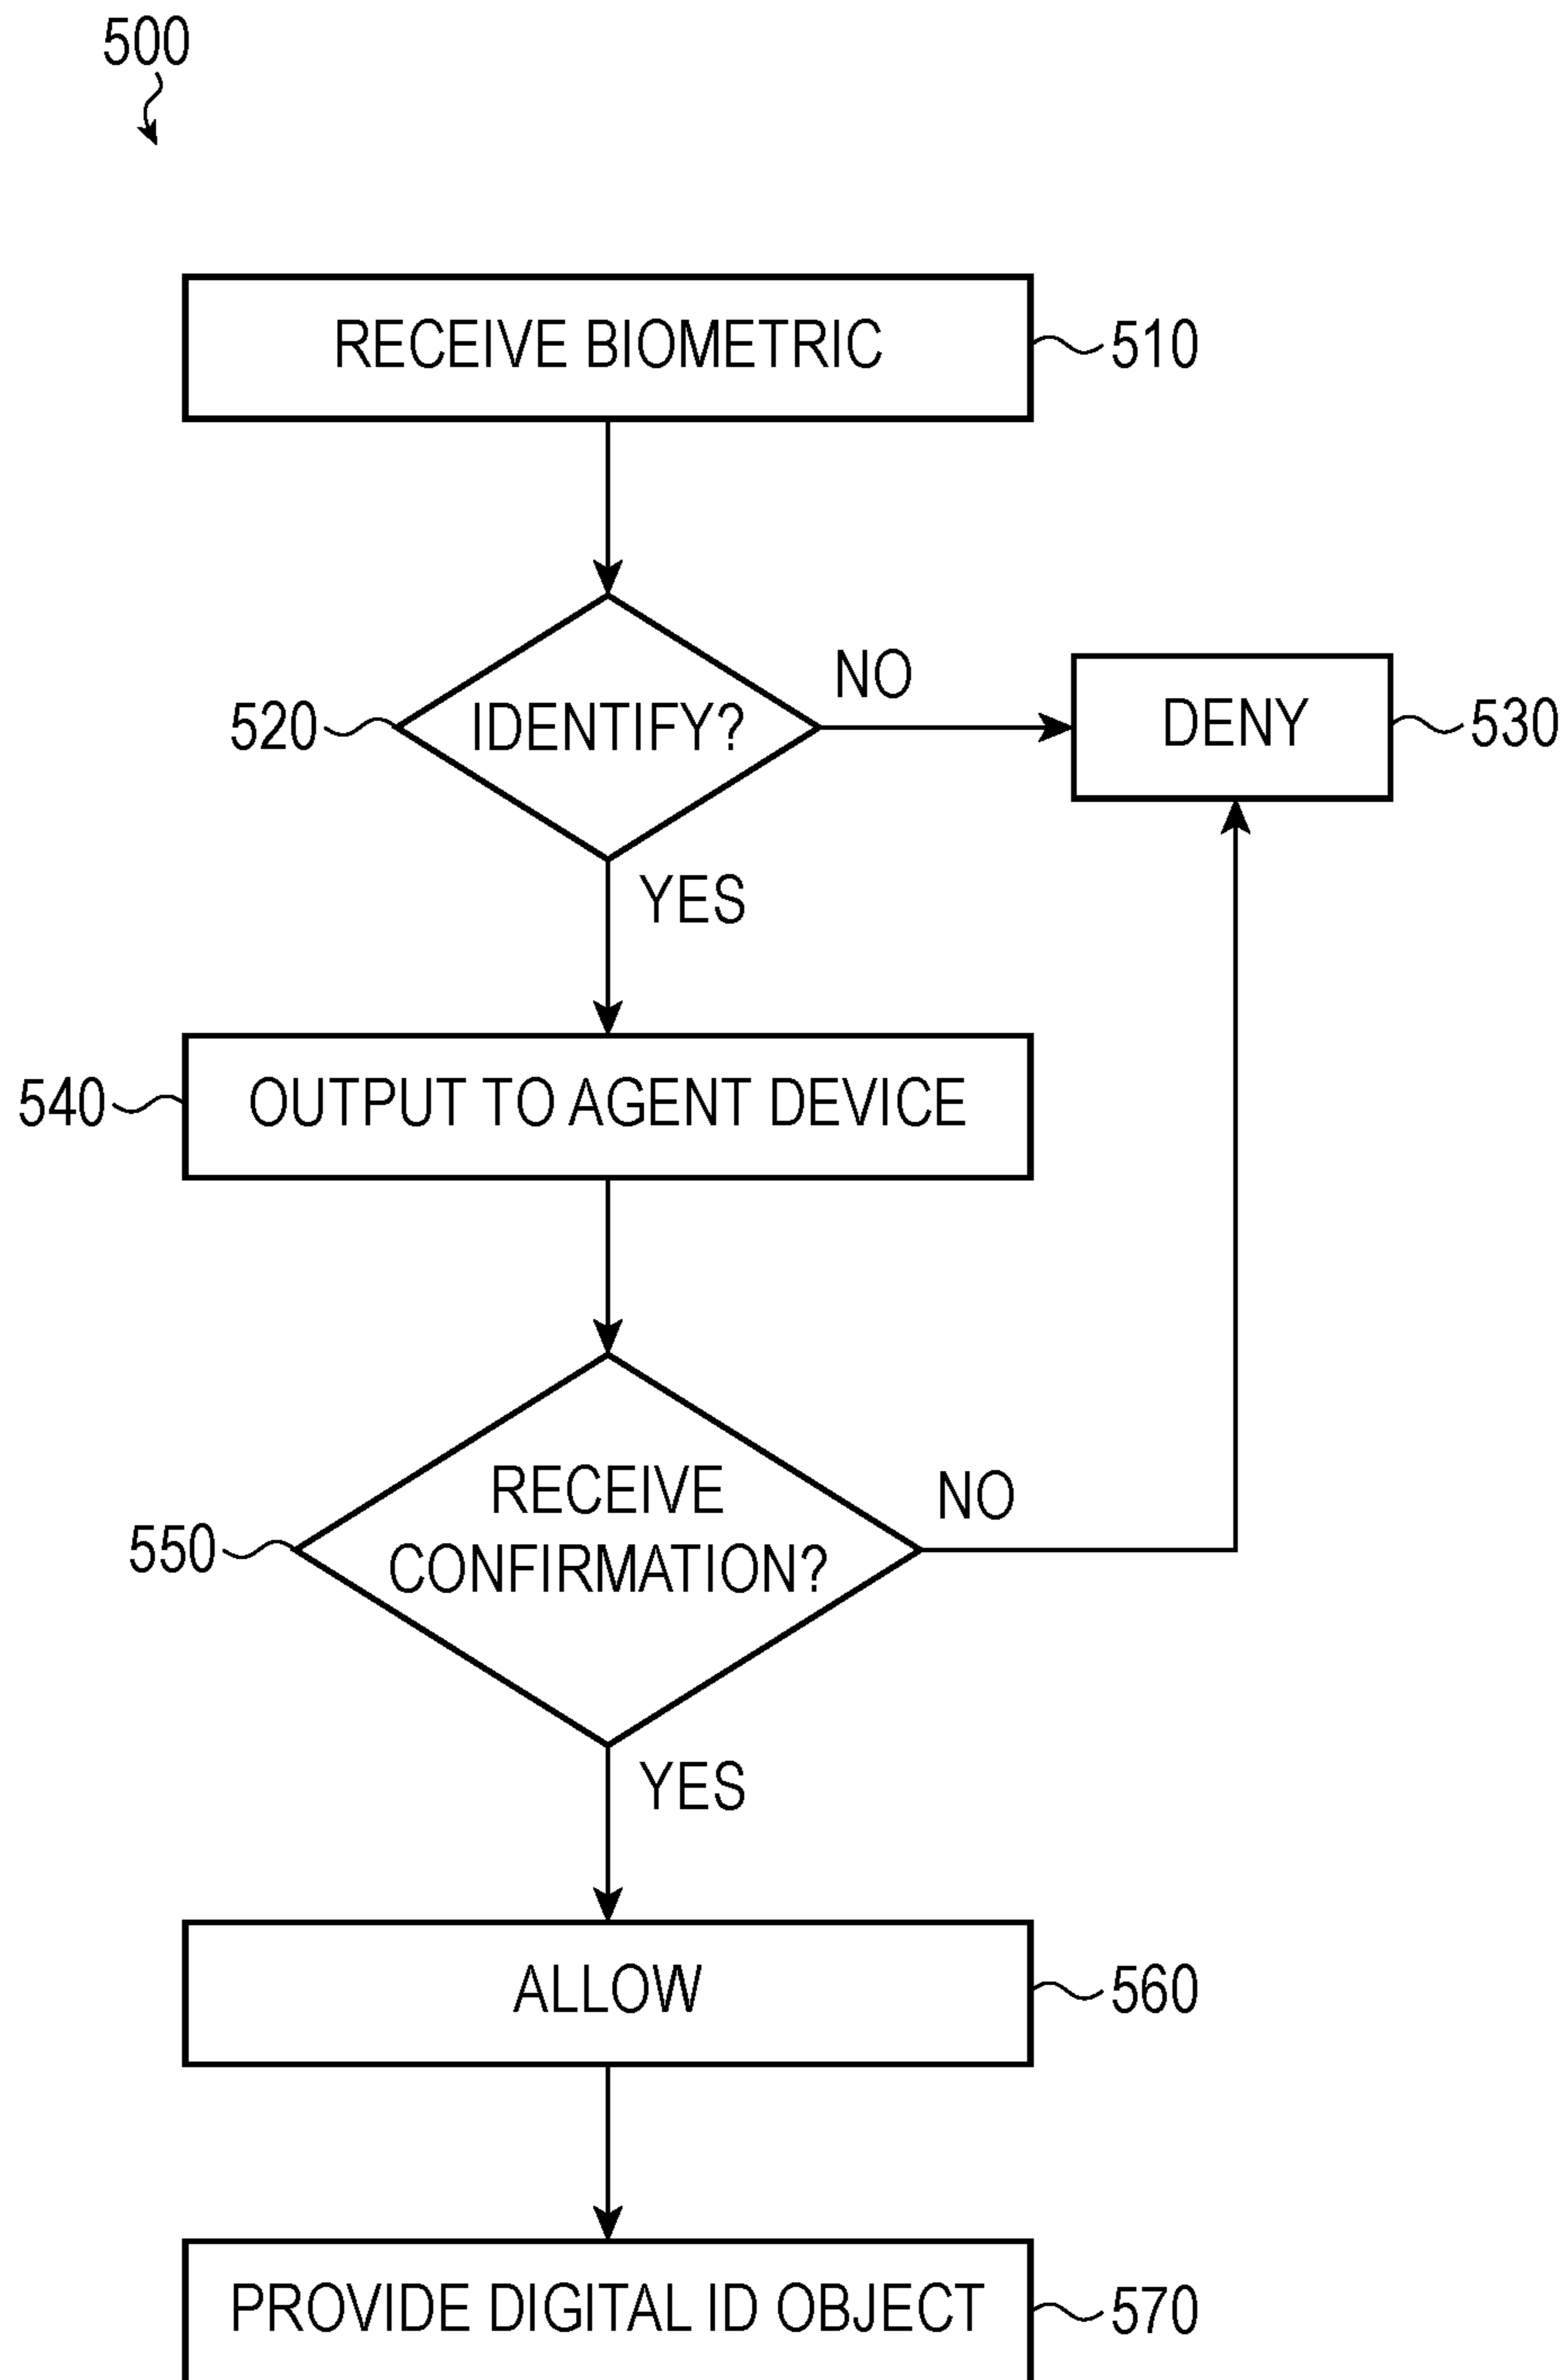 500
RECEIVE BIOMETRIC
510
NO
520
IDENTIFY?
DENY
530
YES
540
OUTPUT TO AGENT DEVICE
RECEIVE
CONFIRMATION?
NO
550
YES
ALLOW
560
PROVIDE DIGITAL ID OBJECT
570